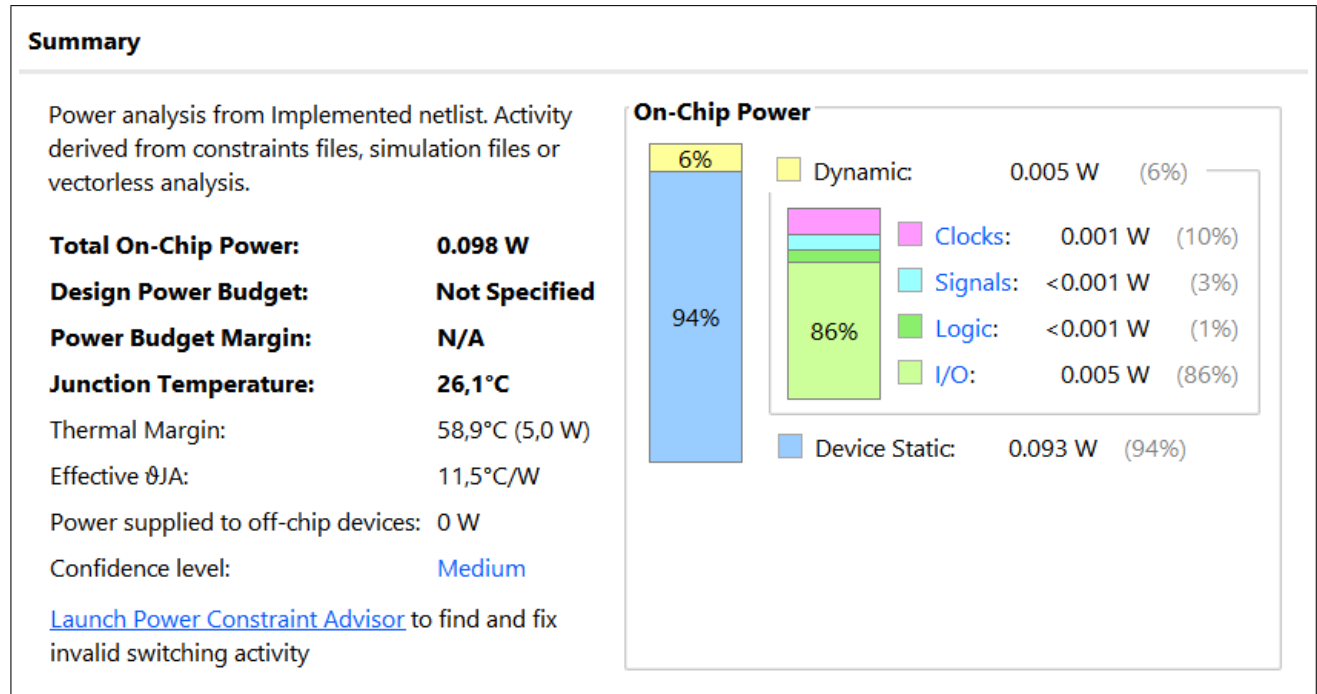 Summary
Power analysis from Implemented netlist. Activity
derived from constraints files, simulation files or
vectorless analysis.
Total On-Chip Power: 0.098 W
Design Power Budget: Not Specified
Power Budget Margin: N/A
Junction Temperature: 26,1°C
Thermal Margin: 58,9°C (5,0 W)
Effective ϑJA: 11,5°C/W
Power supplied to off-chip devices: 0 W
Confidence level: Medium
Launch Power Constraint Advisor to find and fix
invalid switching activity
On-Chip Power
6%
94%
Dynamic: 0.005 W (6%)
86%
Clocks: 0.001 W (10%)
Signals: <0.001 W (3%)
Logic: <0.001 W (1%)
I/O: 0.005 W (86%)
Device Static: 0.093 W (94%)